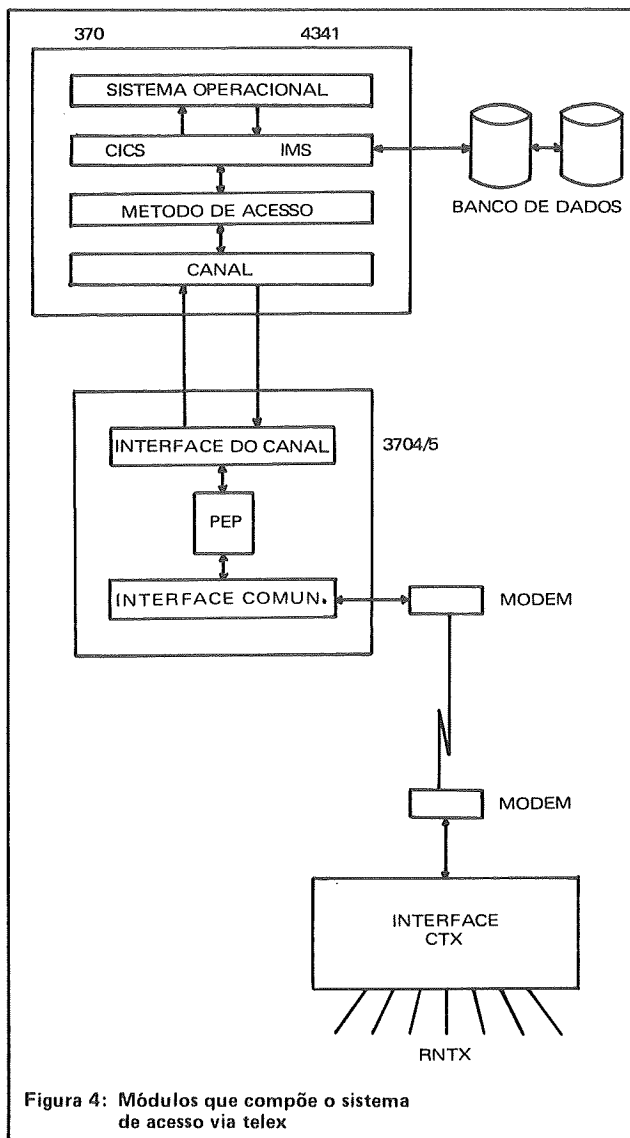 370 4341
SISTEMA OPERACIONAL
CICS IMS
METODO DE ACESSO
CANAL
BANCO DE DADOS
INTERFACE DO CANAL
3704/5
PEP
INTERFACE COMUN.
MODEM
MODEM
INTERFACE
CTX
RNTX
Figura 4: Módulos que compõe o sistema
de acesso via telex